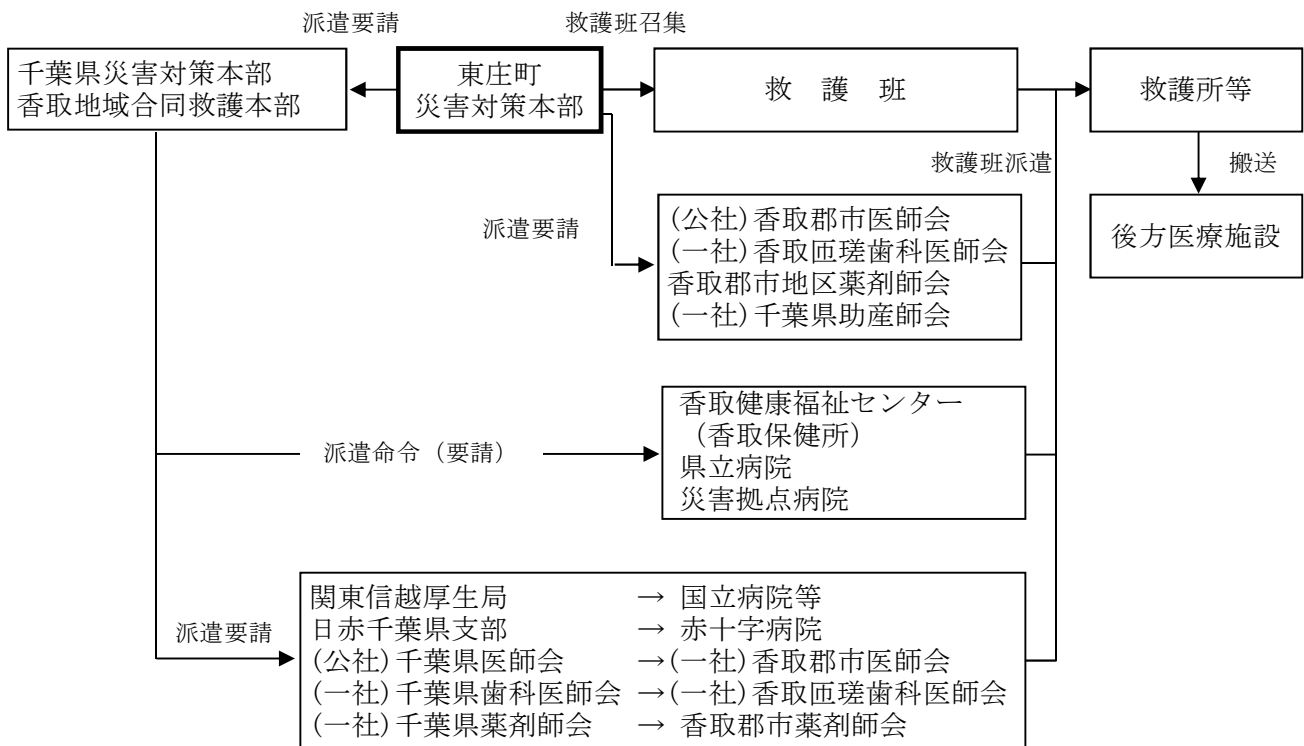 派遣要請
救護班召集
千葉県災害対策本部
香取地域合同救護本部
東庄町
災害対策本部
救 護 班
救護所等
救護班派遣
搬送
派遣要請
(公社)香取郡市医師会
(一社)香取匝瑳歯科医師会
香取郡市地区薬剤師会
(一社)千葉県助産師会
後方医療施設
派遣命令（要請）
香取健康福祉センター
（香取保健所）
県立病院
災害拠点病院
派遣要請
関東信越厚生局 → 国立病院等
日赤千葉県支部 → 赤十字病院
(公社)千葉県医師会 →(一社)香取郡市医師会
(一社)千葉県歯科医師会 →(一社)香取匝瑳歯科医師会
(一社)千葉県薬剤師会 → 香取郡市薬剤師会